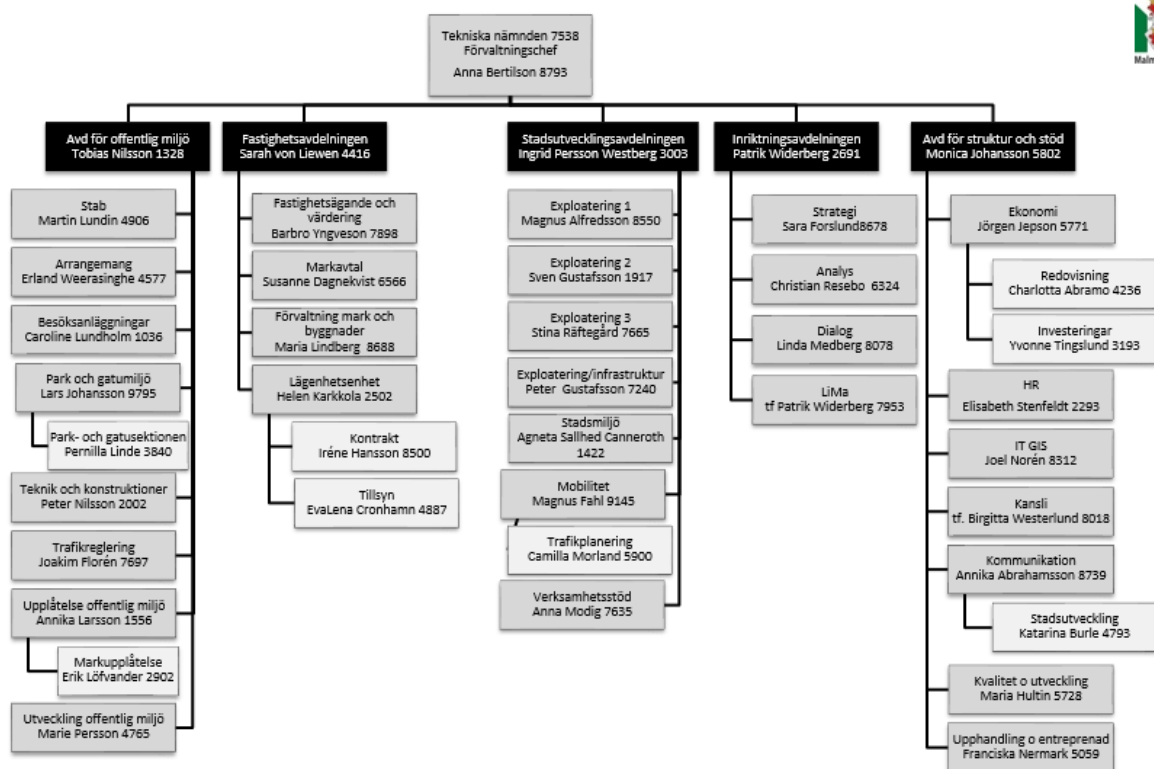 Tekniska nämnden 7538
Förvaltningschef
Anna Bertilson 8793
Avd för offentlig miljö
Tobias Nilsson 1328
Stab
Martin Lundin 4906
Arrangemang
Erland Weerasinghe 4577
Besöksanläggningar
Caroline Lundholm 1036
Park och gatumiljö
Lars Johansson 9795
Park- och gatusektionen
Pernilla Linde 3840
Teknik och konstruktioner
Peter Nilsson 2002
Trafikreglering
Joakim Florén 7697
Upplåtelse offentlig miljö
Annika Larsson 1556
Markupplåtelse
Erik Löfvander 2902
Utveckling offentlig miljö
Marie Persson 4765
Fastighetsavdelningen
Sarah von Liewen 4416
Fastighetsägande och
värdering
Barbro Yngveson 7898
Markavtal
Susanne Dagnekvist 6566
Förvaltning mark och
byggnader
Maria Lindberg 8688
Lägenhetsenhet
Helen Karkkola 2502
Kontrakt
Iréne Hansson 8500
Tillsyn
EvaLena Cronhamn 4887
Stadsutvecklingsavdelningen
Ingrid Persson Westberg 3003
Exploatering 1
Magnus Alfredsson 8550
Exploatering 2
Sven Gustafsson 1917
Exploatering 3
Stina Räftegård 7665
Exploatering/infrastruktur
Peter Gustafsson 7240
Stadsmiljö
Agneta Sallhed Canneroth
1422
Mobilitet
Magnus Fahl 9145
Trafikplanering
Camilla Morland 5900
Verksamhetsstöd
Anna Modig 7635
Inriktningsavdelningen
Patrik Widerberg 2691
Strategi
Sara Forslund8678
Analys
Christian Resebo 6324
Dialog
Linda Medberg 8078
LiMa
tf Patrik Widerberg 7953
Avd för struktur och stöd
Monica Johansson 5802
Ekonomi
Jörgen Jepson 5771
Redovisning
Charlotta Abramo 4236
Investeringar
Yvonne Tingslund 3193
HR
Elisabeth Stenfeldt 2293
IT GIS
Joel Norén 8312
Kansli
tf. Birgitta Westerlund 8018
Kommunikation
Annika Abrahamsson 8739
Stadsutveckling
Katarina Burle 4793
Kvalitet o utveckling
Maria Hultin 5728
Upphandling o entreprenad
Franciska Nermark 5059